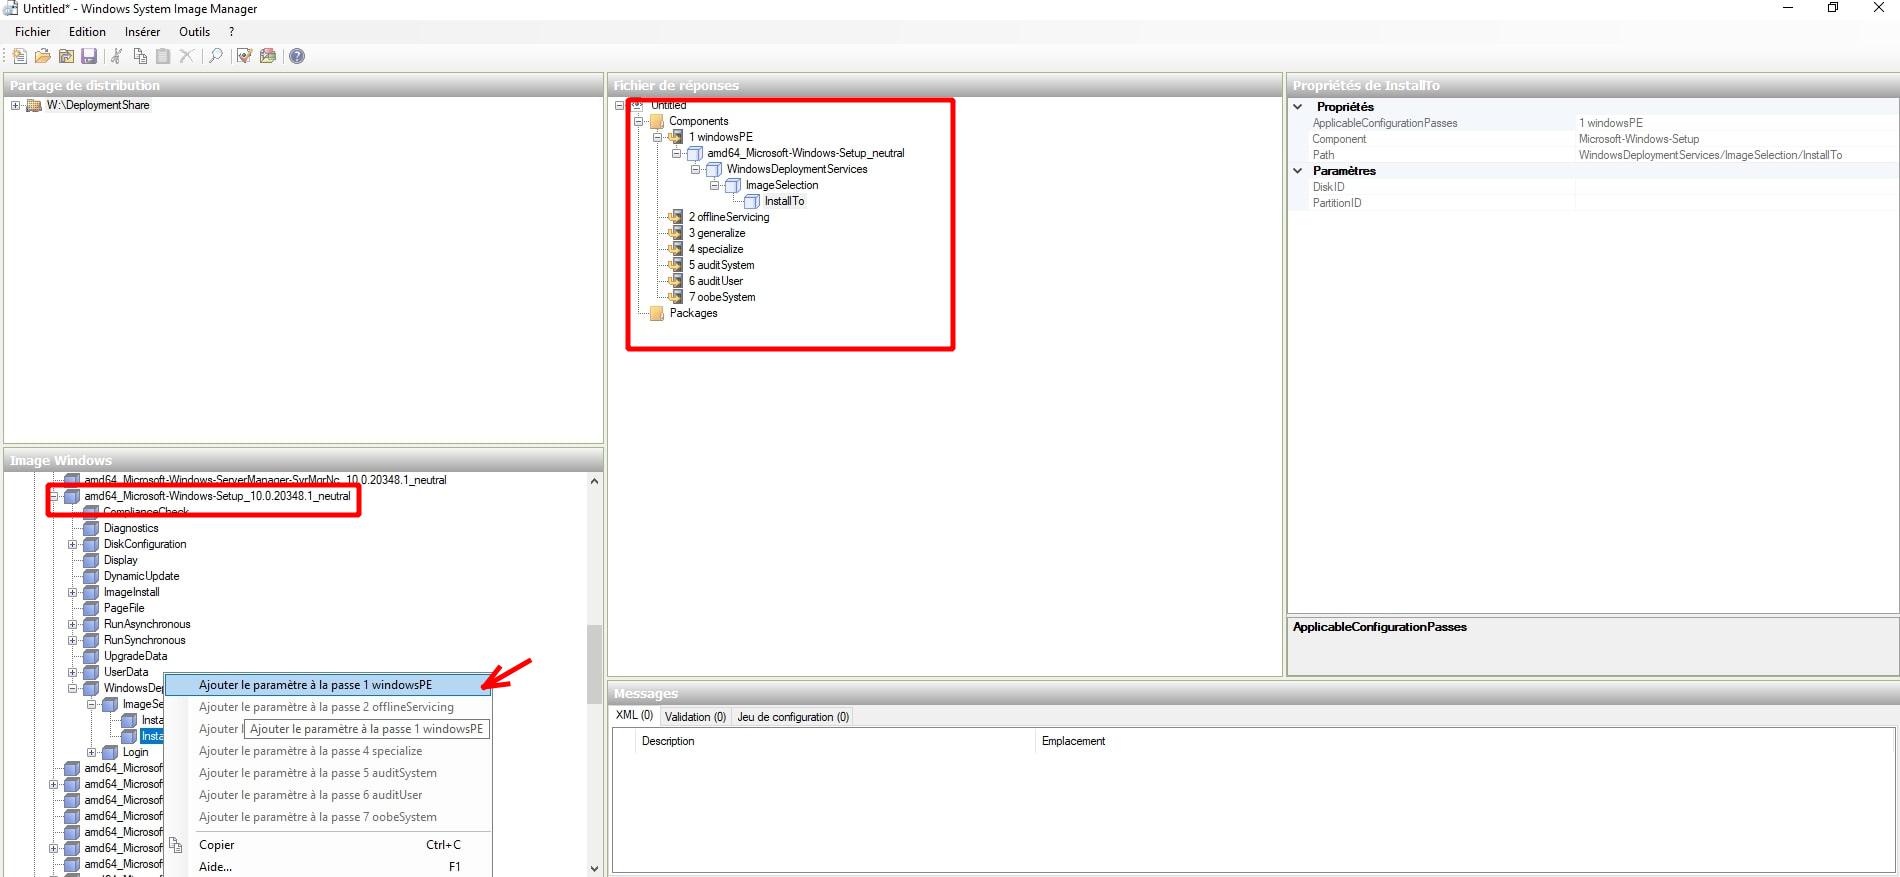 Untitled* - Windows System Image Manager
Fichier Edition Insérer Outils ?
Partage de distribution
W:\DeploymentShare
Image Windows
amd64_Microsoft-Windows-ServerManager-SvrMgrNc_10.0.20348.1_neutral
amd64_Microsoft-Windows-Setup_10.0.20348.1_neutral
ComplianceCheck
Diagnostics
DiskConfiguration
Display
DynamicUpdate
ImageInstall
PageFile
RunAsynchronous
RunSynchronous
UpgradeData
UserData
WindowsDep
ImageSe
Insta
Insta
Login
amd64_Microsof
amd64_Microsof
amd64_Microsof
amd64_Microsof
amd64_Microsof
amd64_Microsof
amd64_Microsof
Ajouter le paramètre à la passe 1 windowsPE
Ajouter le paramètre à la passe 2 offlineServicing
Ajouter l
Ajouter le paramètre à la passe 1 windowsPE
Ajouter le paramètre à la passe 4 specialize
Ajouter le paramètre à la passe 5 auditSystem
Ajouter le paramètre à la passe 6 auditUser
Ajouter le paramètre à la passe 7 oobeSystem
Copier Ctrl+C
Aide... F1
Fichier de réponses
Untitled
Components
1 windowsPE
amd64_Microsoft-Windows-Setup_neutral
WindowsDeploymentServices
ImageSelection
InstallTo
2 offlineServicing
3 generalize
4 specialize
5 auditSystem
6 auditUser
7 oobeSystem
Packages
Propriétés de InstallTo
Propriétés
ApplicableConfigurationPasses 1 windowsPE
Component Microsoft-Windows-Setup
Path WindowsDeploymentServices/ImageSelection/InstallTo
Paramètres
DiskID
PartitionID
ApplicableConfigurationPasses
Messages
XML (0) Validation (0) Jeu de configuration (0)
Description Emplacement